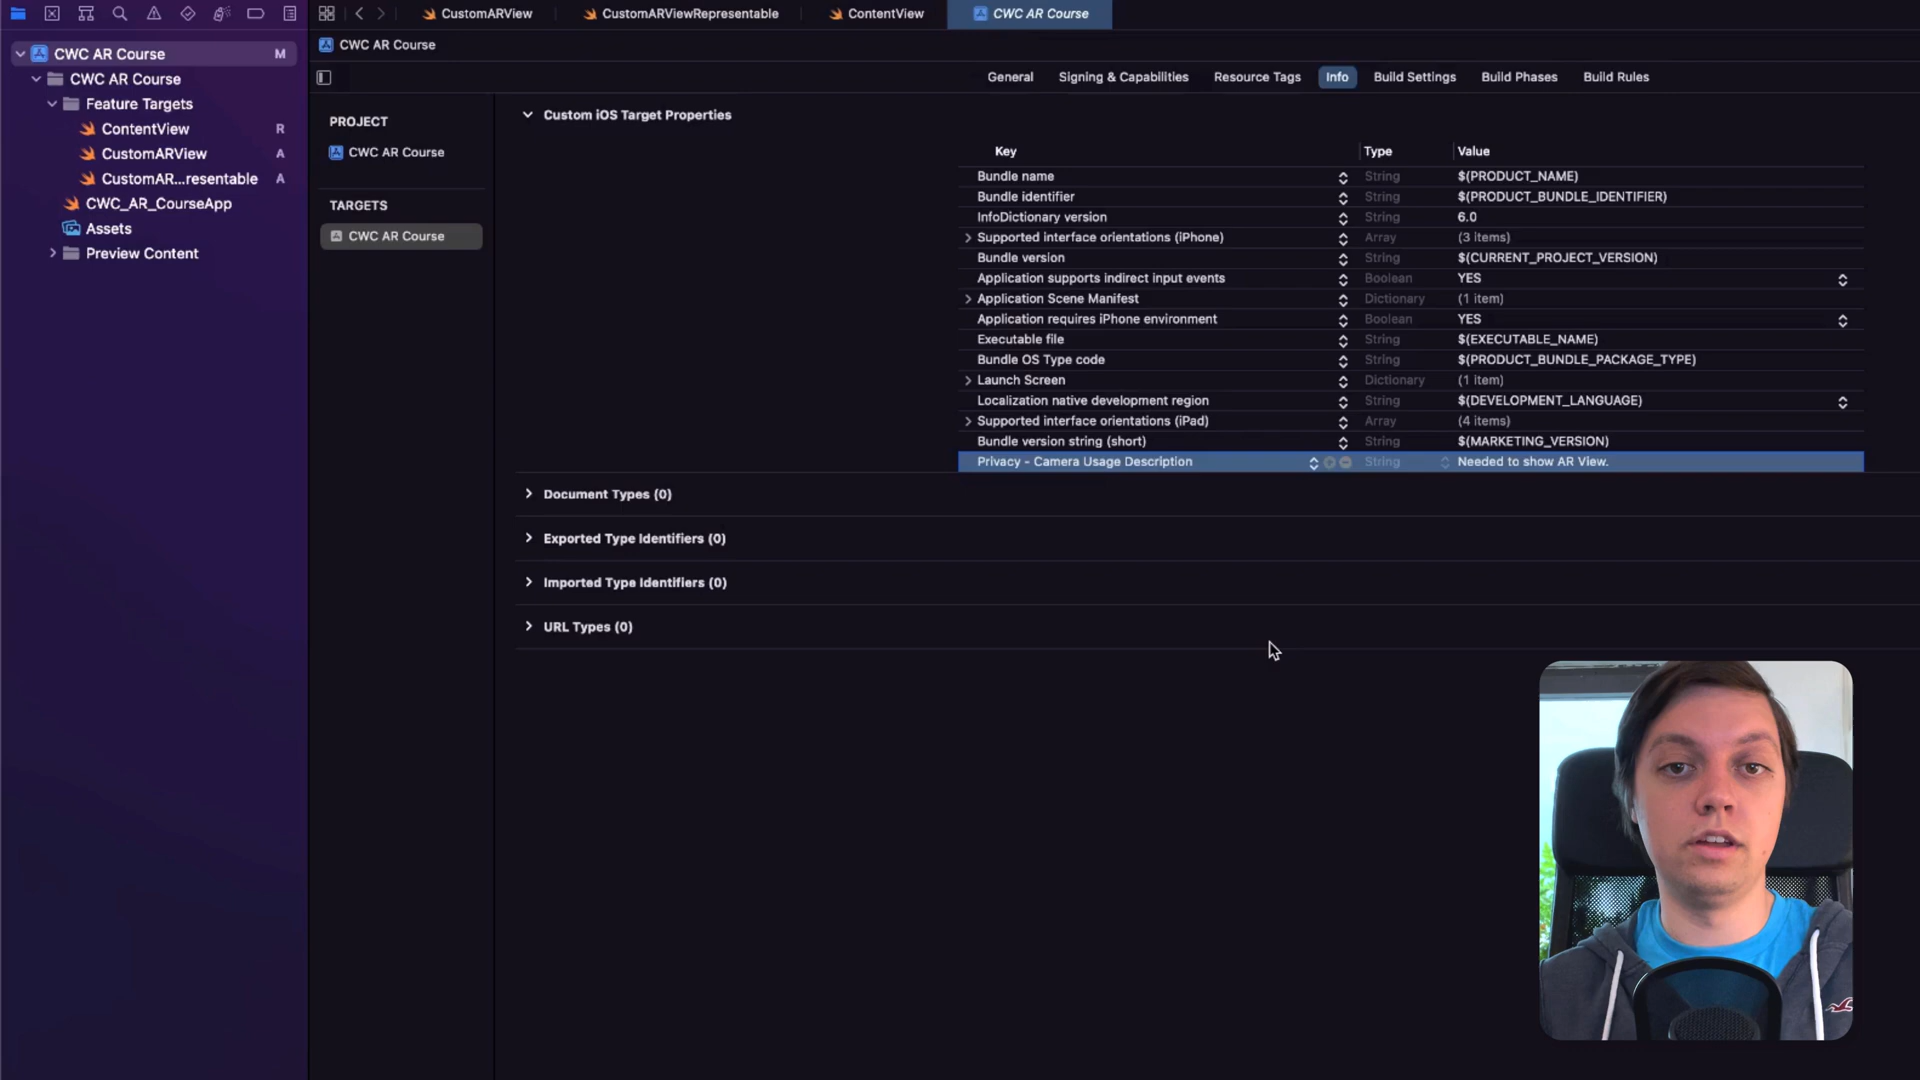 CustomARView
CustomARViewRepresentable
ContentView
CWC AR Course
CWC AR Course M
CWC AR Course
Feature Targets
ContentView R
CustomARView A
CustomAR...resentable A
CWC_AR_CourseApp
Assets
Preview Content
CWC AR Course
General
Signing & Capabilities
Resource Tags
Info
Build Settings
Build Phases
Build Rules
PROJECT
CWC AR Course
TARGETS
CWC AR Course
Custom iOS Target Properties
Key Type Value
Bundle name String $(PRODUCT_NAME)
Bundle identifier String $(PRODUCT_BUNDLE_IDENTIFIER)
InfoDictionary version String 6.0
Supported interface orientations (iPhone) Array (3 items)
Bundle version String $(CURRENT_PROJECT_VERSION)
Application supports indirect input events Boolean YES
Application Scene Manifest Dictionary (1 item)
Application requires iPhone environment Boolean YES
Executable file String $(EXECUTABLE_NAME)
Bundle OS Type code String $(PRODUCT_BUNDLE_PACKAGE_TYPE)
Launch Screen Dictionary (1 item)
Localization native development region String $(DEVELOPMENT_LANGUAGE)
Supported interface orientations (iPad) Array (4 items)
Bundle version string (short) String $(MARKETING_VERSION)
Privacy - Camera Usage Description String Needed to show AR View.
Document Types (0)
Exported Type Identifiers (0)
Imported Type Identifiers (0)
URL Types (0)